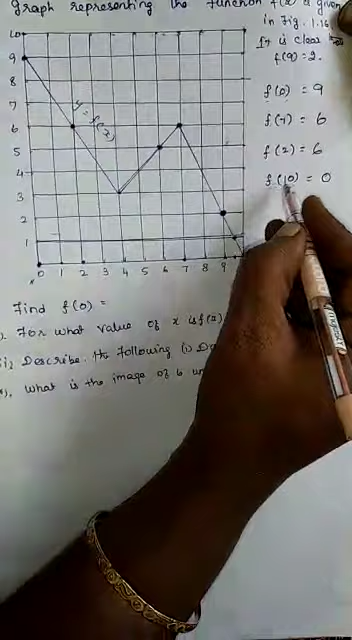 graph representing the function f(x) is given
in Fig. 1.16
It is clear
f(9)=2.
10
9
8
7
6
5
4
3
2
1
y = f(x)
f(0) = 9
f(7) = 6
f(2) = 6
f(10) = 0
0 1 2 3 4 5 6 7 8 9
x
Find f(0) =
For what value of x is f(x)
Describe the following (i) Do
What is the image of 6 un